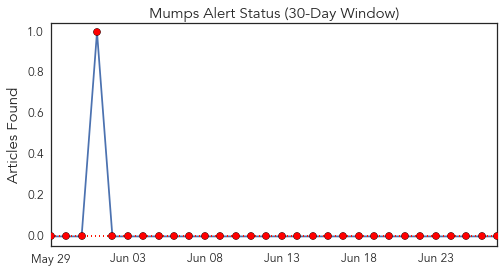 Mumps Alert Status (30-Day Window)
Articles Found
1.0
0.8
0.6
0.4
0.2
0.0
May 29 Jun 03 Jun 08 Jun 13 Jun 18 Jun 23